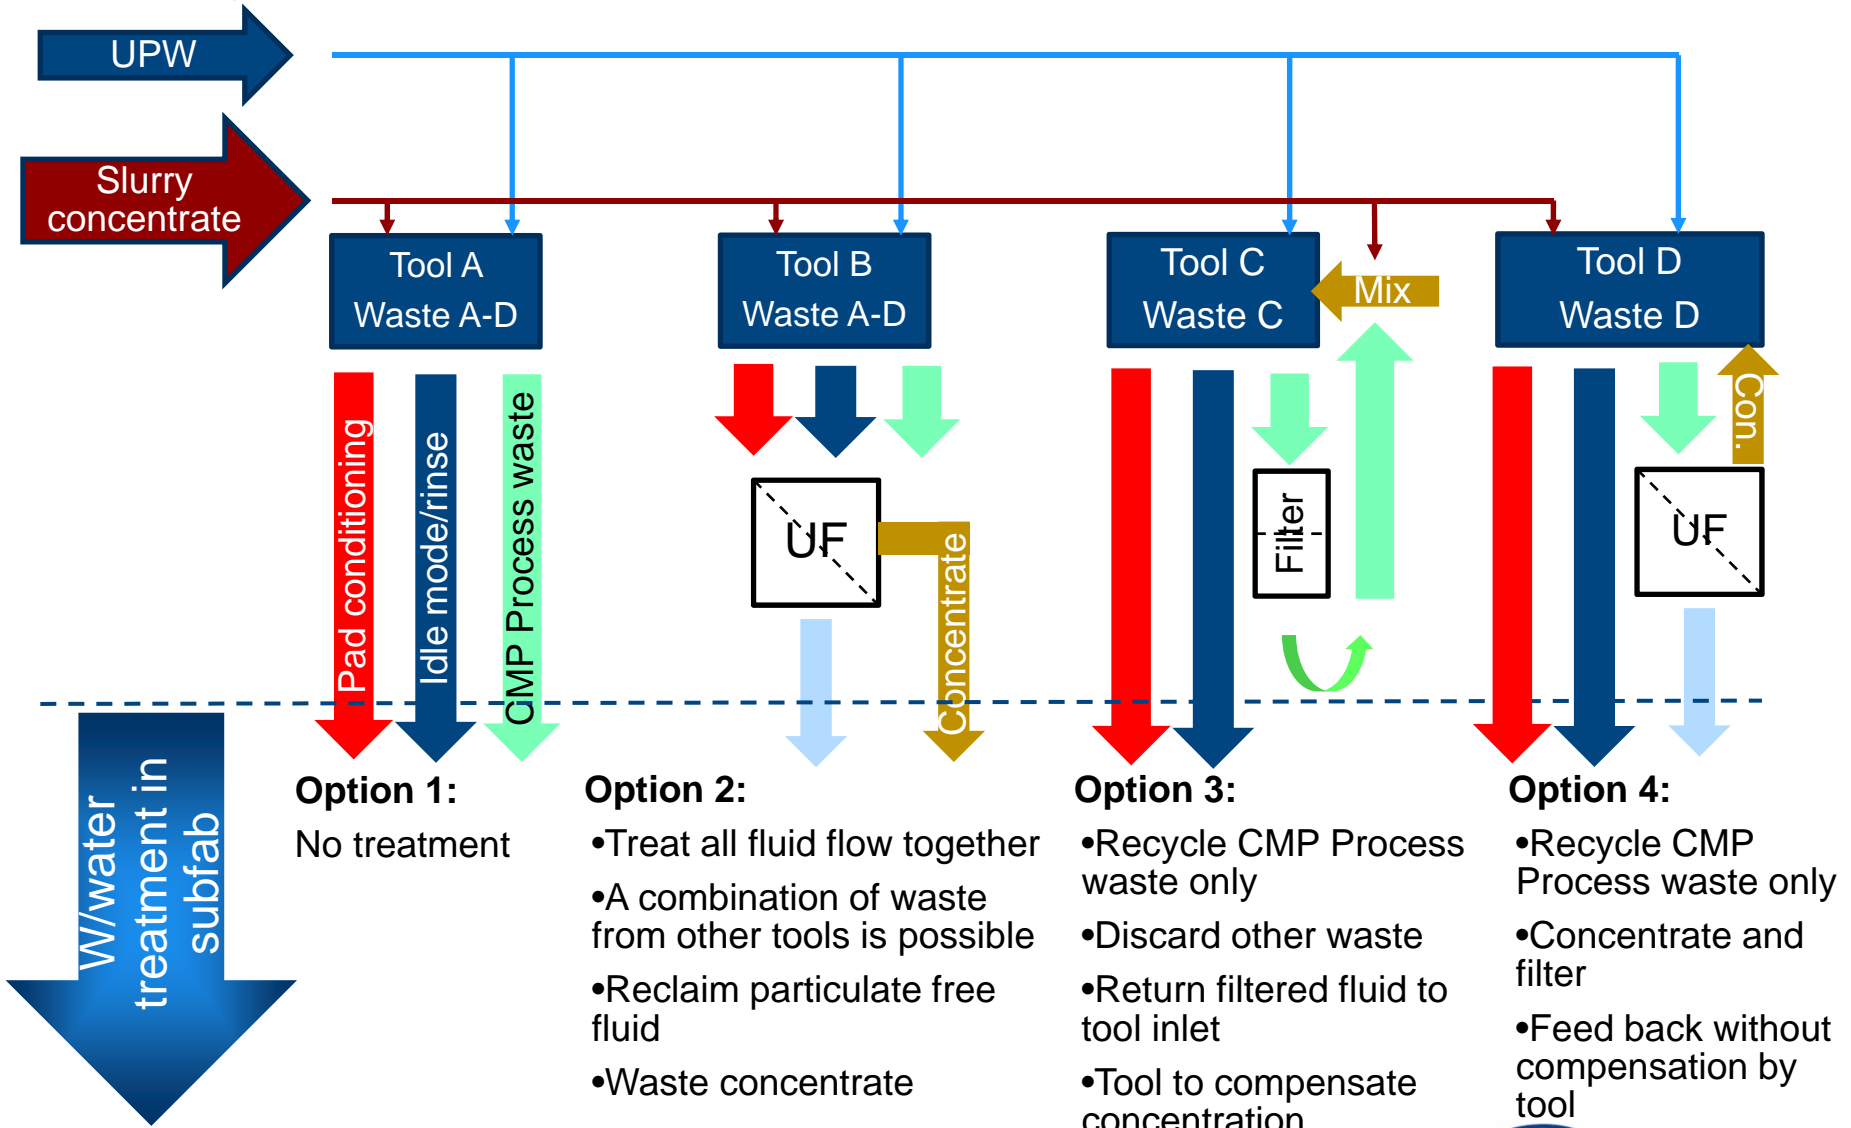 UPW
Slurry
concentrate
Tool A
Waste A-D
Tool B
Waste A-D
Tool C
Waste C
Mix
Tool D
Waste D
Pad conditioning
Idle mode/rinse
CMP Process waste
UF
Concentrate
Filter
UF
Con.
W/water
treatment in
subfab
Option 1:
No treatment
Option 2:
•Treat all fluid flow together
•A combination of waste
from other tools is possible
•Reclaim particulate free
fluid
•Waste concentrate
Option 3:
•Recycle CMP Process
waste only
•Discard other waste
•Return filtered fluid to
tool inlet
•Tool to compensate
concentration
Option 4:
•Recycle CMP
Process waste only
•Concentrate and
filter
•Feed back without
compensation by
tool